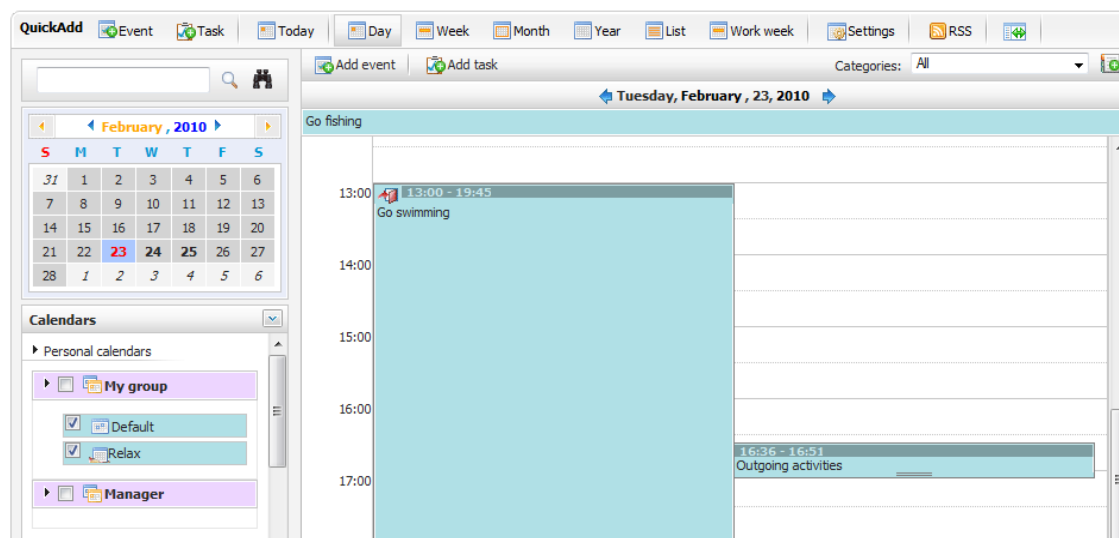 QuickAdd Event Task Today Day Week Month Year List Work week Settings RSS
Add event Add task Categories: All
Tuesday, February , 23, 2010
Go fishing
February , 2010
S M T W T F S
31 1 2 3 4 5 6
7 8 9 10 11 12 13
14 15 16 17 18 19 20
21 22 23 24 25 26 27
28 1 2 3 4 5 6
Calendars
Personal calendars
My group
Default
Relax
Manager
13:00 13:00 - 19:45
Go swimming
14:00
15:00
16:00
16:36 - 16:51
Outgoing activities
17:00